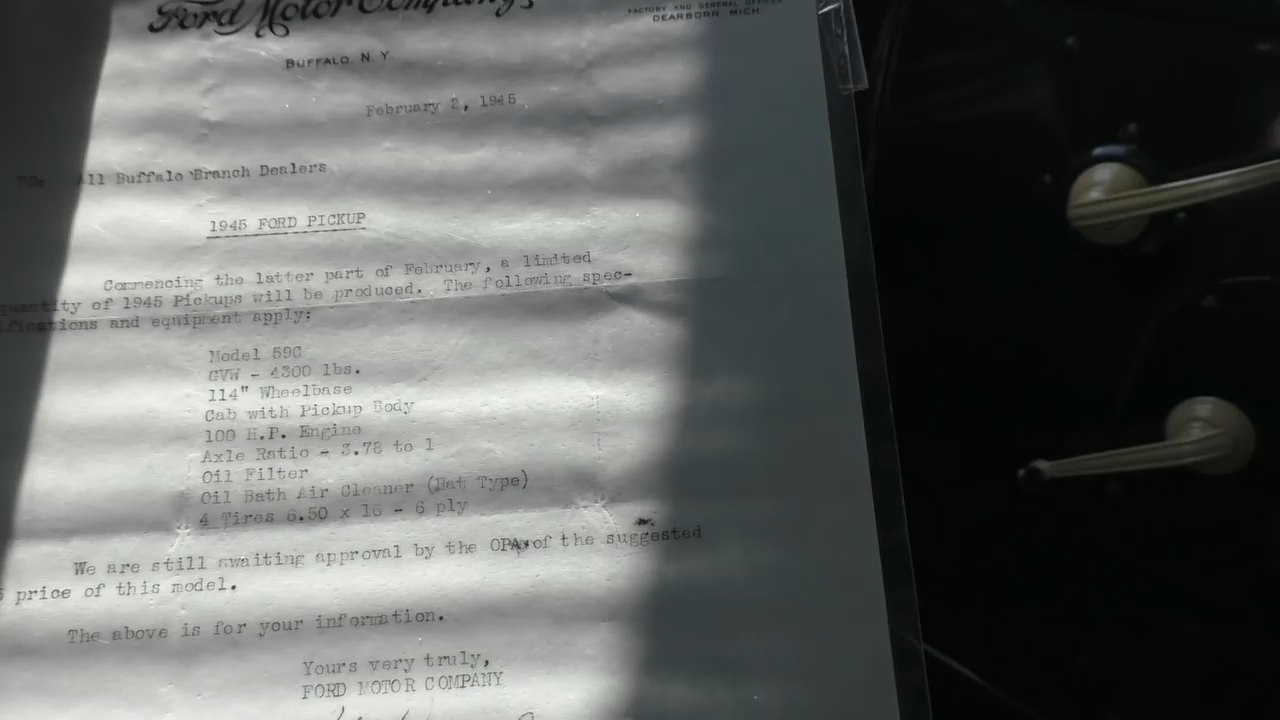 Ford Motor Company,
FACTORY AND GENERAL OFFICES
DEARBORN, MICH
BUFFALO, N. Y.
February 2, 1945
To: All Buffalo Branch Dealers
1945 FORD PICKUP
Commencing the latter part of February, a limited
quantity of 1945 Pickups will be produced. The following spec-
ifications and equipment apply:
Model 59C
GVW - 4300 lbs.
114" Wheelbase
Cab with Pickup Body
100 H.P. Engine
Axle Ratio - 3.78 to 1
Oil Filter
Oil Bath Air Cleaner (Hat Type)
4 Tires 6.50 x 16 - 6 ply
We are still awaiting approval by the OPA of the suggested
price of this model.
The above is for your information.
Yours very truly,
FORD MOTOR COMPANY